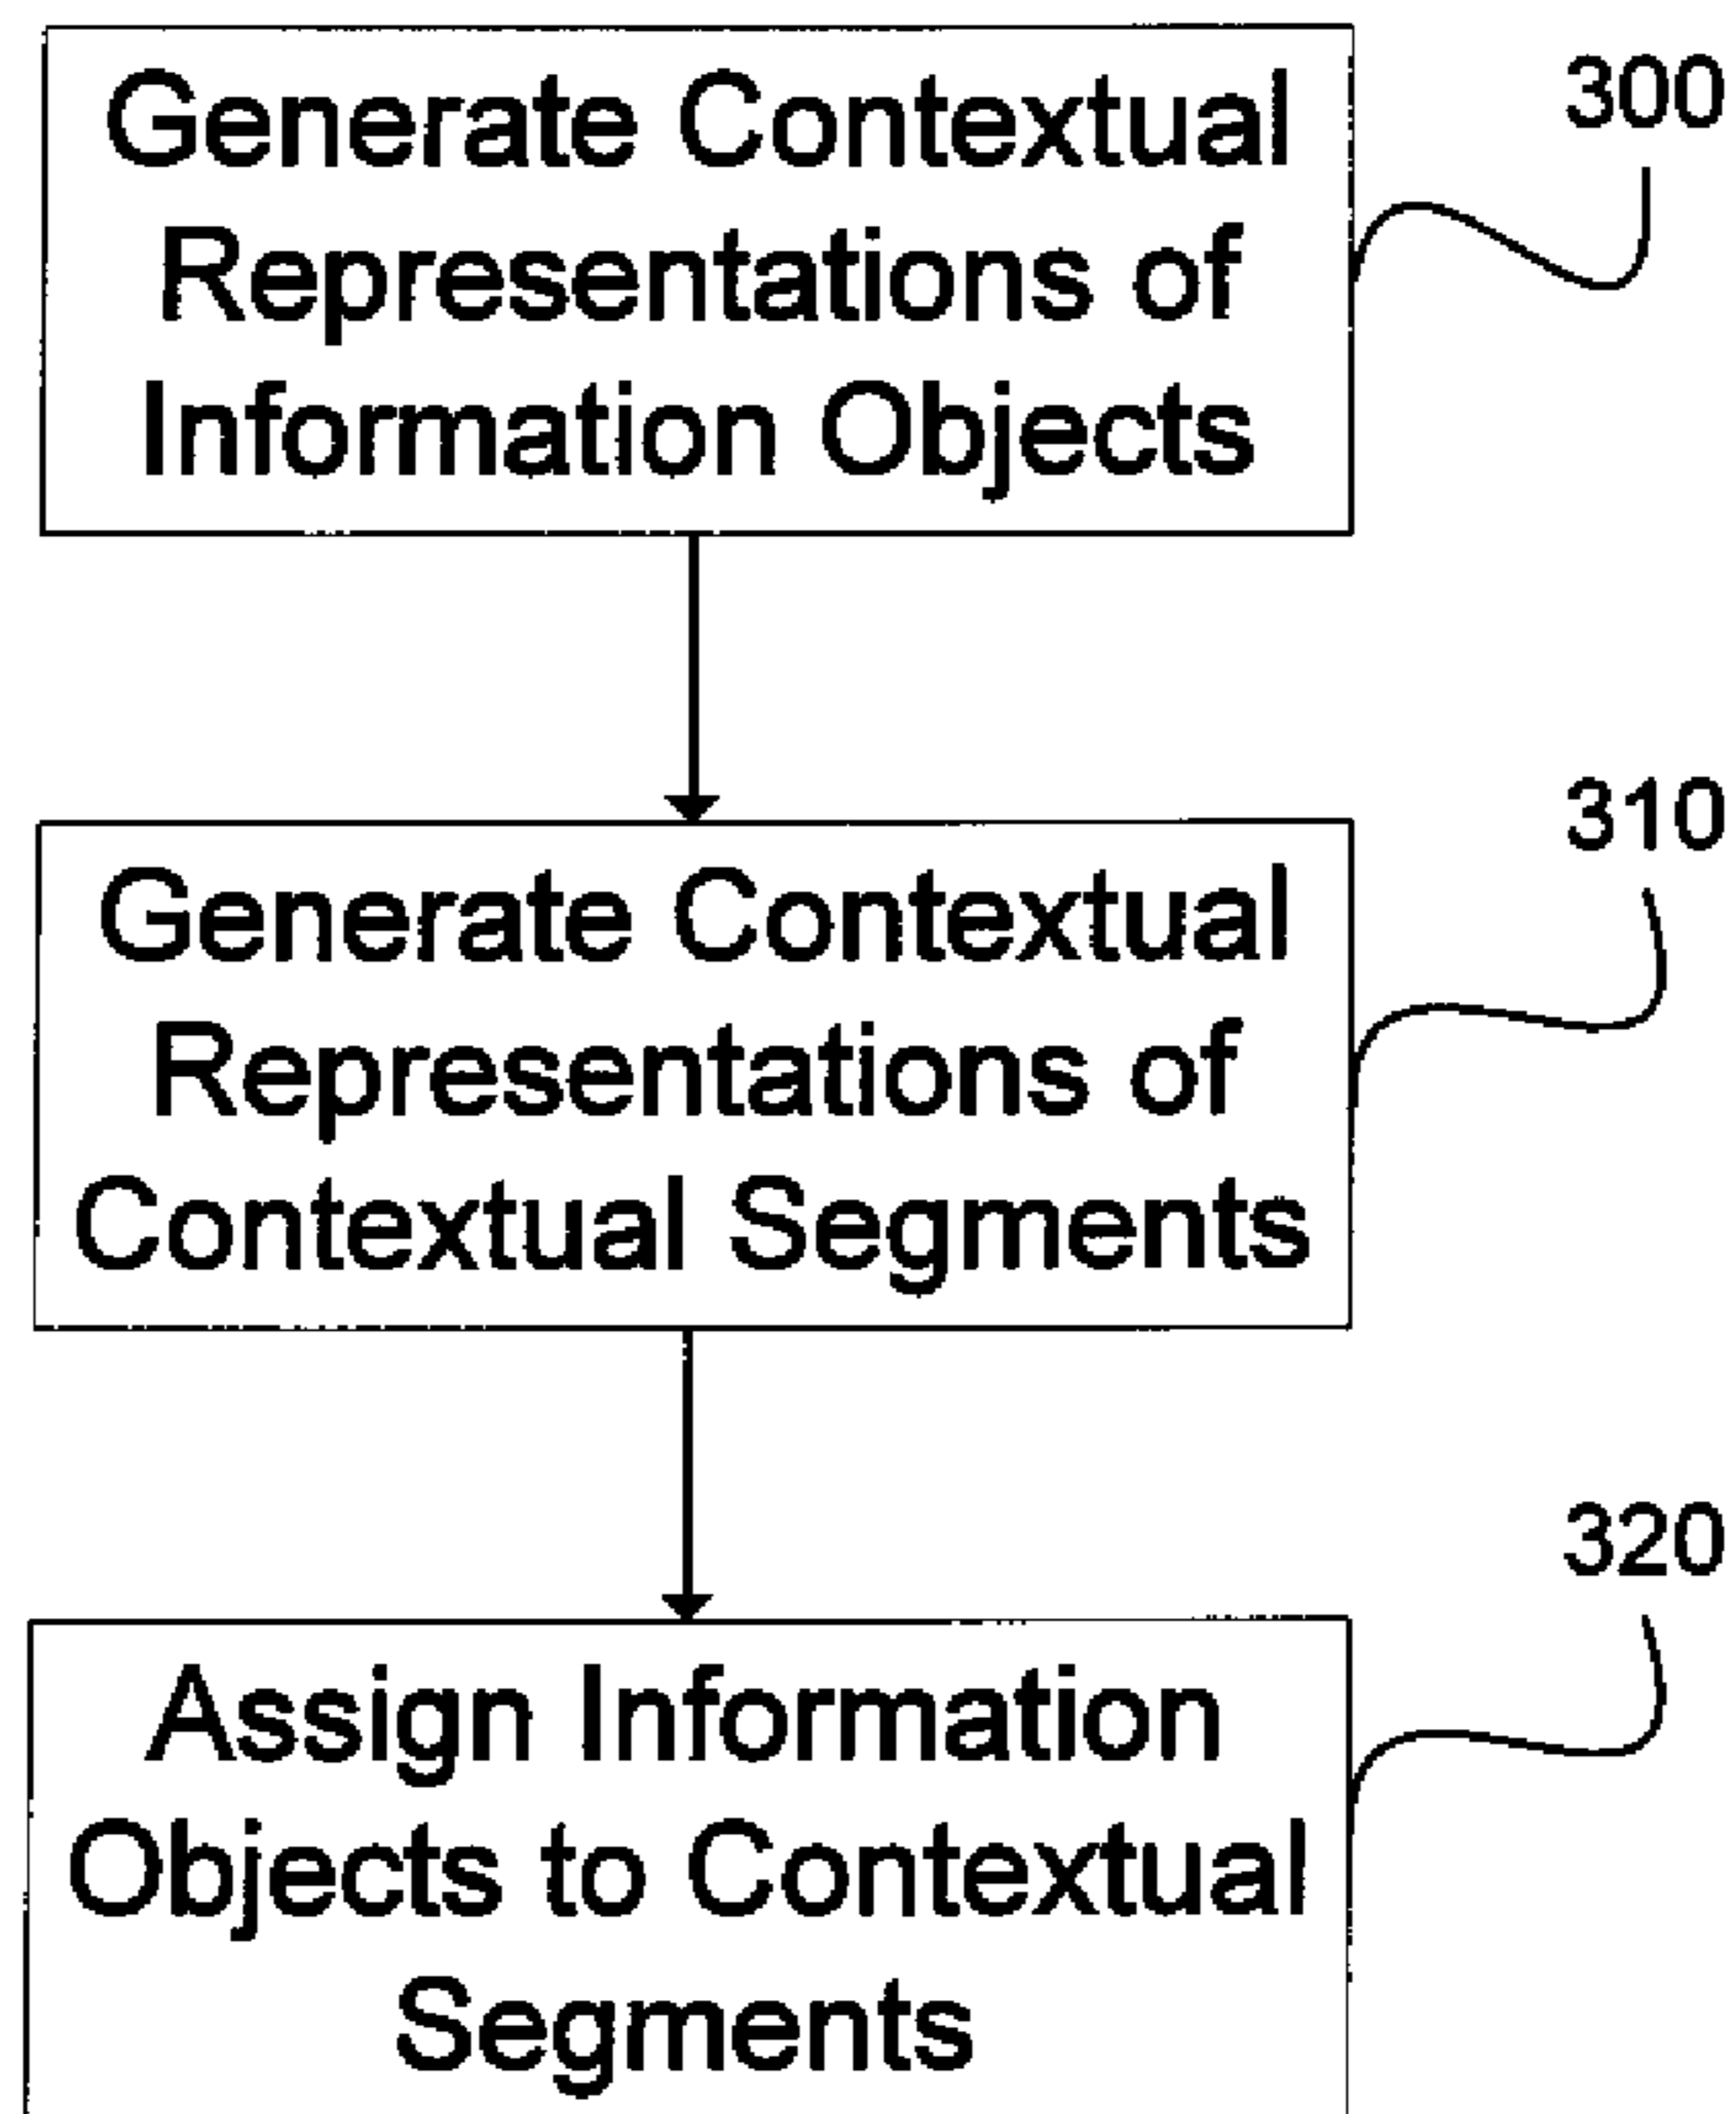 Generate Contextual
Representations of
Information Objects
300
Generate Contextual
Representations of
Contextual Segments
310
Assign Information
Objects to Contextual
Segments
320